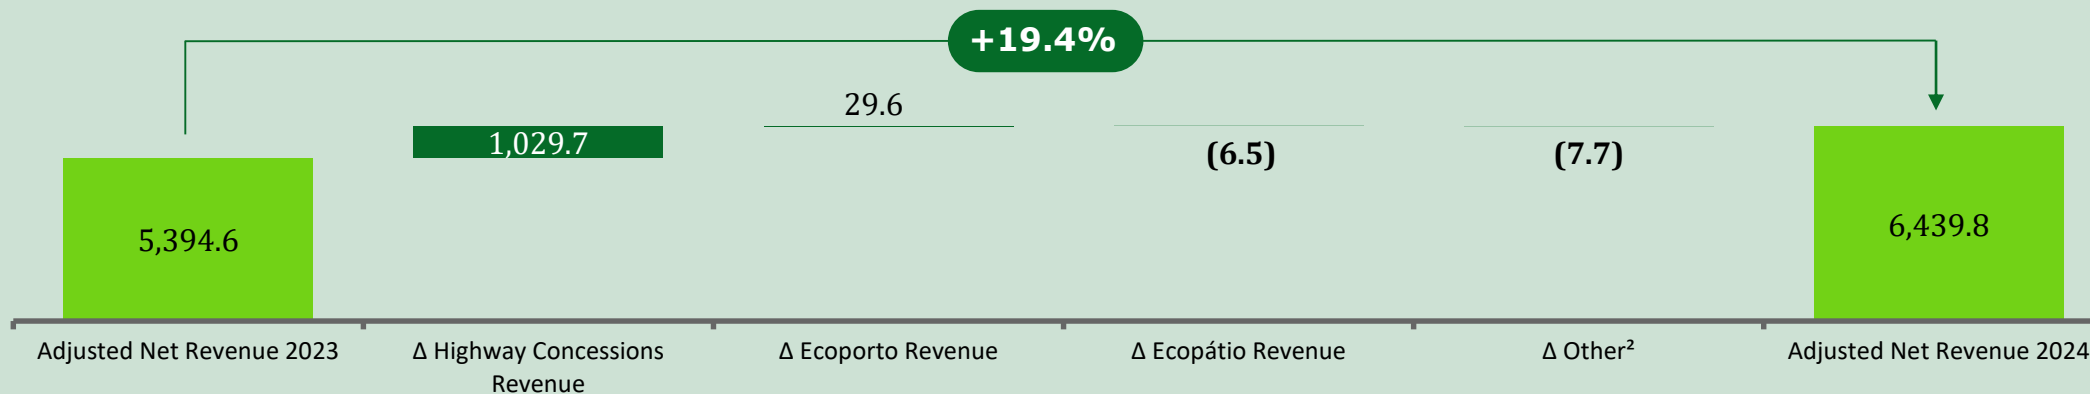 +19.4%
29.6
1,029.7
(6.5)
(7.7)
5,394.6
6,439.8
Adjusted Net Revenue 2023
Δ Highway Concessions
Revenue
Δ Ecoporto Revenue
Δ Ecopátio Revenue
Δ Other²
Adjusted Net Revenue 2024